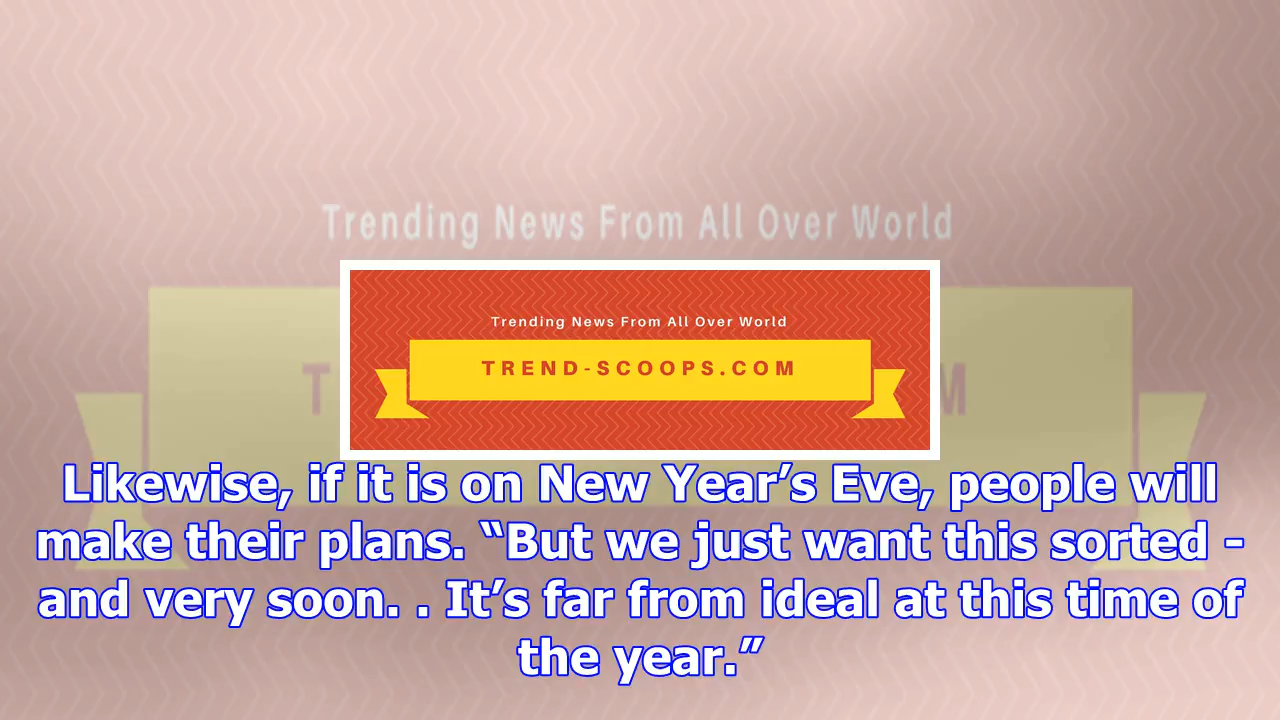 Trending News From All Over World
Trending News From All Over World
TREND-SCOOPS.COM
T M
Likewise, if it is on New Year’s Eve, people will
make their plans. “But we just want this sorted -
and very soon. . It’s far from ideal at this time of
the year.”